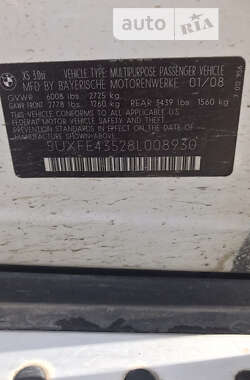 AUTO RIA
X5 3.0si VEHICLE TYPE: MULTIPURPOSE PASSENGER VEHICLE
MFD BY BAYERISCHE MOTORENWERKE 01/08
GVWR 6008 lbs 2725 kg
GAWR FRONT 2778 lbs 1260 kg REAR 3439 lbs 1560 kg
THIS VEHICLE CONFORMS TO ALL APPLICABLE
FEDERAL MOTOR VEHICLE SAFETY, BUMPER
AND THEFT PREVENTION STANDARDS IN EFFECT ON
THE DATE OF MANUFACTURE SHOWN ABOVE.
5UXFE43528L008930